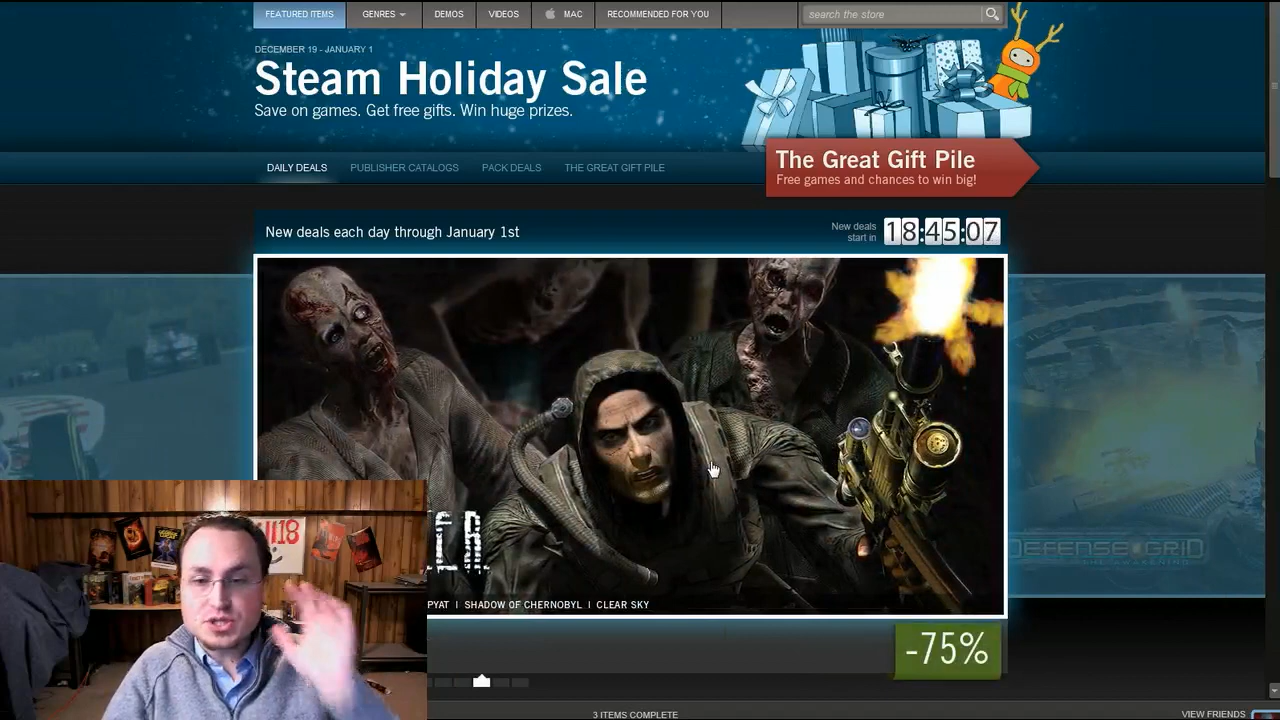 FEATURED ITEMS GENRES DEMOS VIDEOS MAC RECOMMENDED FOR YOU search the store
DECEMBER 19 - JANUARY 1
Steam Holiday Sale
Save on games. Get free gifts. Win huge prizes.
The Great Gift Pile
Free games and chances to win big!
DAILY DEALS PUBLISHER CATALOGS PACK DEALS THE GREAT GIFT PILE
New deals each day through January 1st
New deals
start in
18:45:07
DEFENSE GRID
THE AWAKENING
ER
PYAT | SHADOW OF CHERNOBYL | CLEAR SKY
-75%
3 ITEMS COMPLETE
VIEW FRIENDS